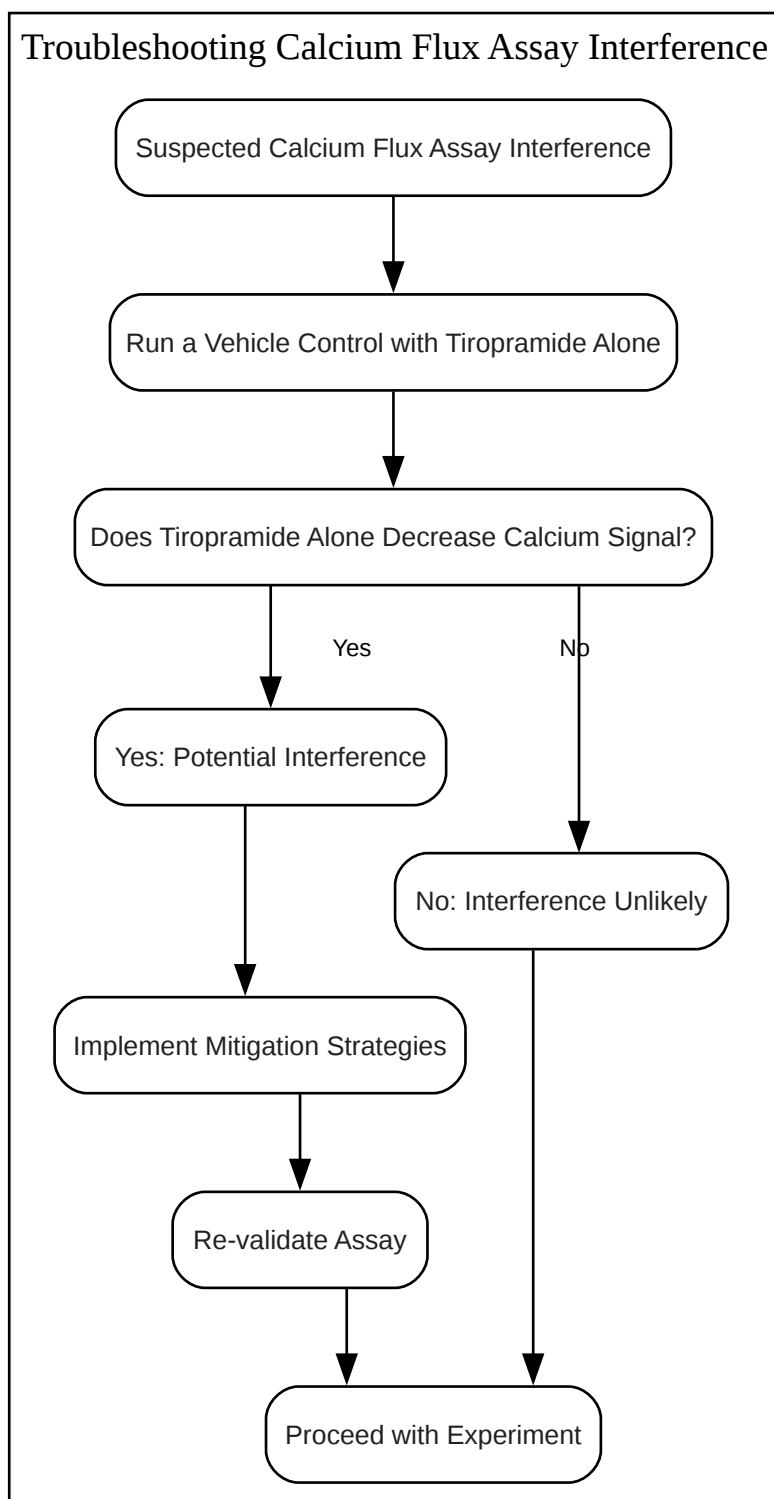 Troubleshooting Calcium Flux Assay Interference
Suspected Calcium Flux Assay Interference
Run a Vehicle Control with Tiropramide Alone
Does Tiropramide Alone Decrease Calcium Signal?
Yes
No
Yes: Potential Interference
No: Interference Unlikely
Implement Mitigation Strategies
Re-validate Assay
Proceed with Experiment